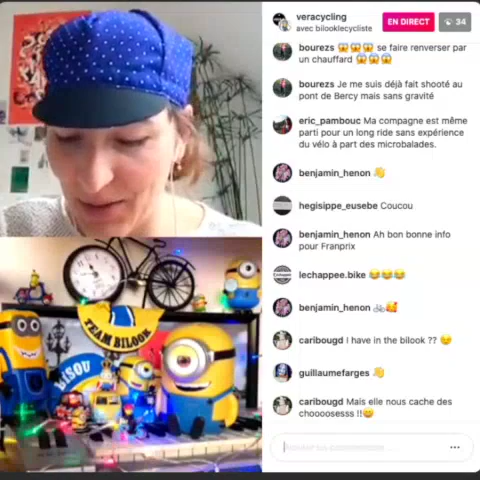 veracycling
avec bilooklecycliste
EN DIRECT
34
bourezs 😱😱😱 se faire renverser par
un chauffard 😱😱😱
bourezs Je me suis déjà fait shooté au
pont de Bercy mais sans gravité
eric_pambouc Ma compagne est même
parti pour un long ride sans expérience
du vélo à part des microbalades.
benjamin_henon 👋
hegisippe_eusebe Coucou
benjamin_henon Ah bon bonne info
pour Franprix
lechappee.bike 😂😂😂
benjamin_henon 🚲🥰
caribougd I have in the bilook ?? 😏
guillaumefarges 👋
caribougd Mais elle nous cache des
choooosesss !!😄
TEAM BILOOK
BISOU